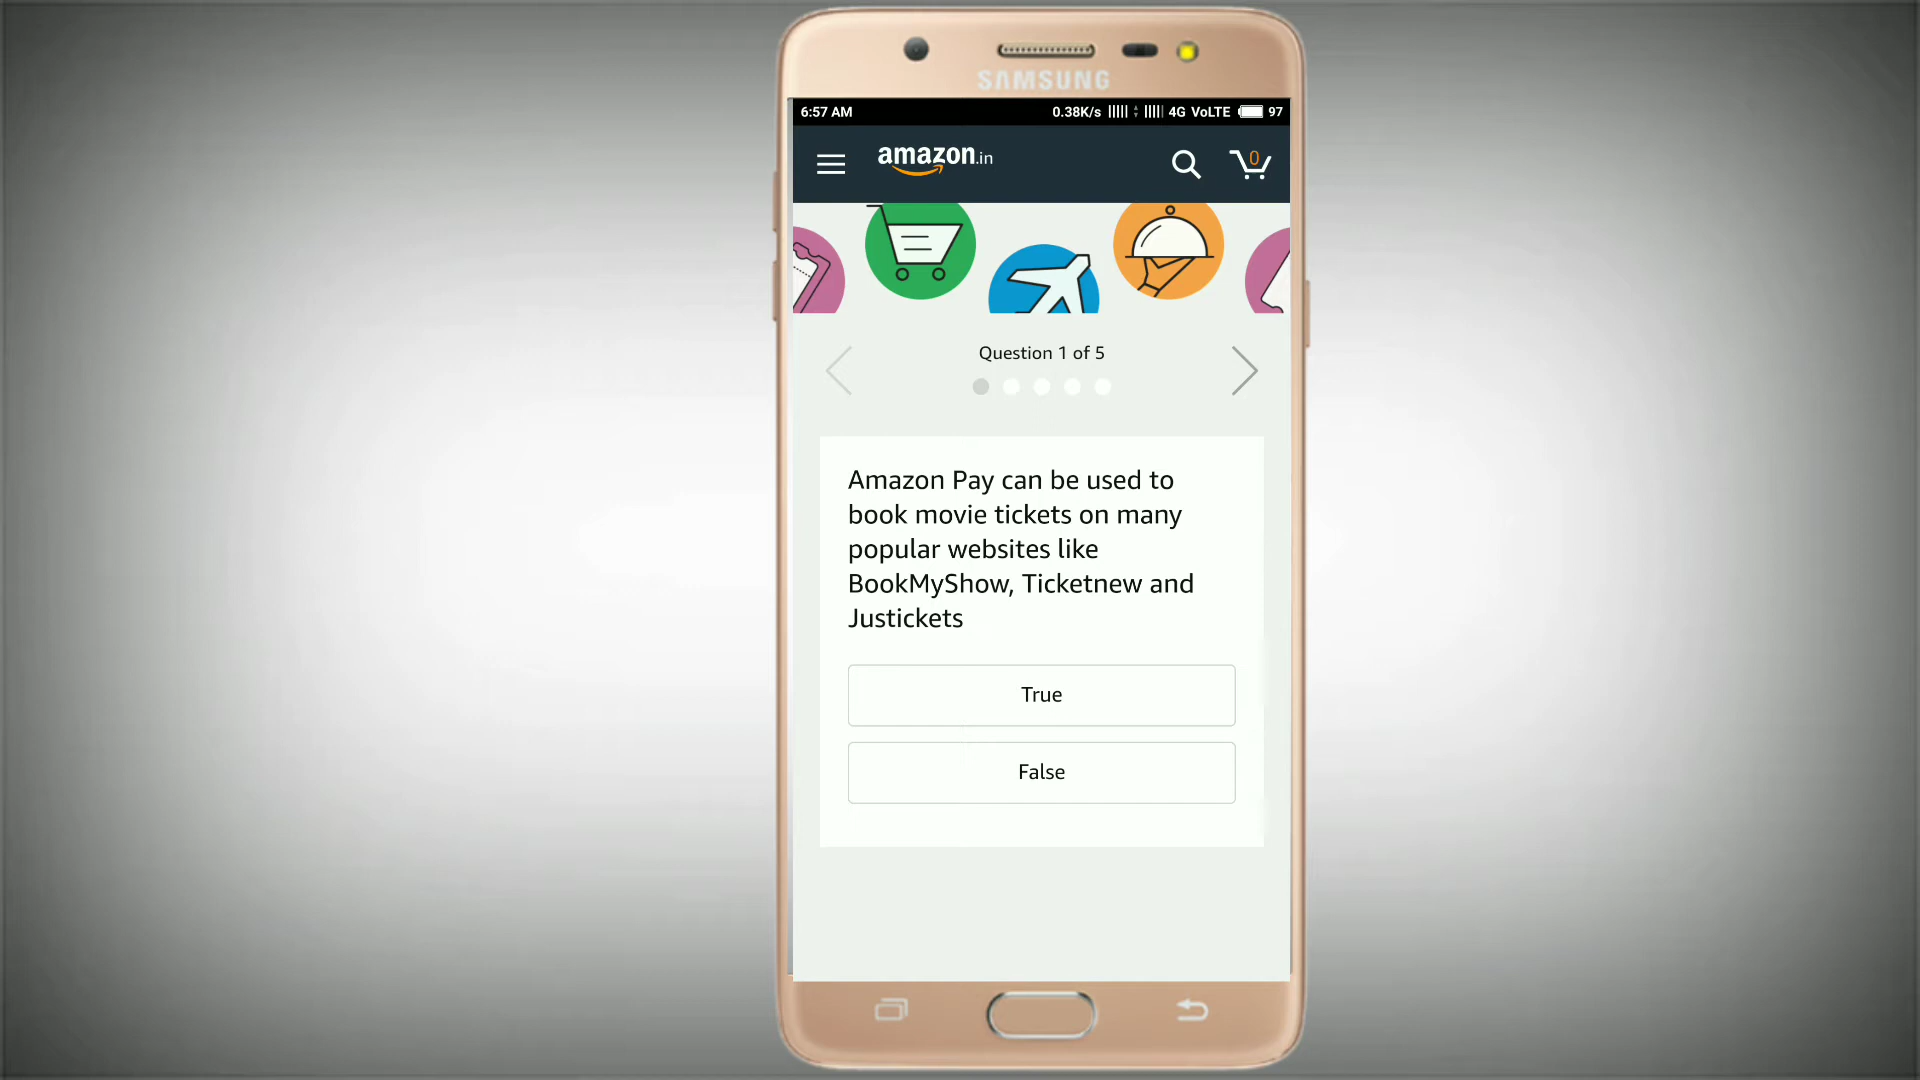 SAMSUNG
6:57 AM 0.38K/s 4G VoLTE 97
amazon.in 0
Question 1 of 5
Amazon Pay can be used to
book movie tickets on many
popular websites like
BookMyShow, Ticketnew and
Justickets
True
False